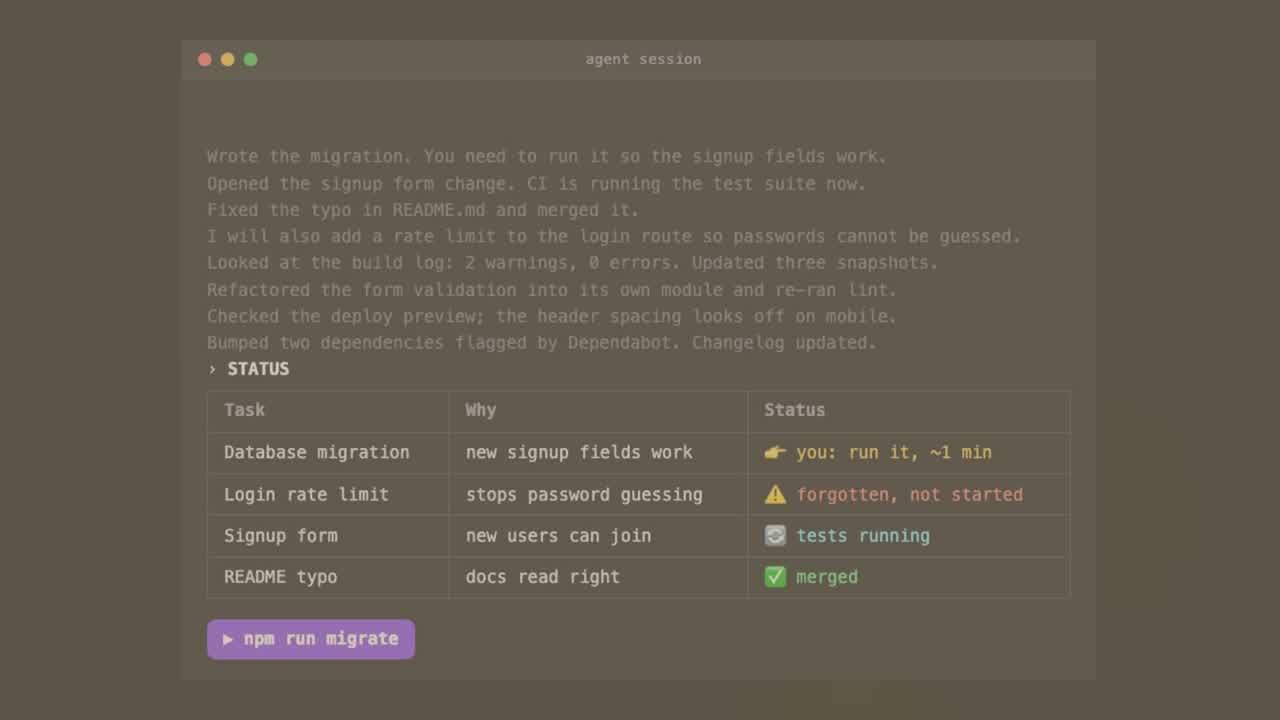 agent session
Wrote the migration. You need to run it so the signup fields work.
Opened the signup form change. CI is running the test suite now.
Fixed the typo in README.md and merged it.
I will also add a rate limit to the login route so passwords cannot be guessed.
Looked at the build log: 2 warnings, 0 errors. Updated three snapshots.
Refactored the form validation into its own module and re-ran lint.
Checked the deploy preview; the header spacing looks off on mobile.
Bumped two dependencies flagged by Dependabot. Changelog updated.
› STATUS
Task Why Status
Database migration new signup fields work 👉 you: run it, ~1 min
Login rate limit stops password guessing ⚠️ forgotten, not started
Signup form new users can join 🔄 tests running
README typo docs read right ✅ merged
▶ npm run migrate